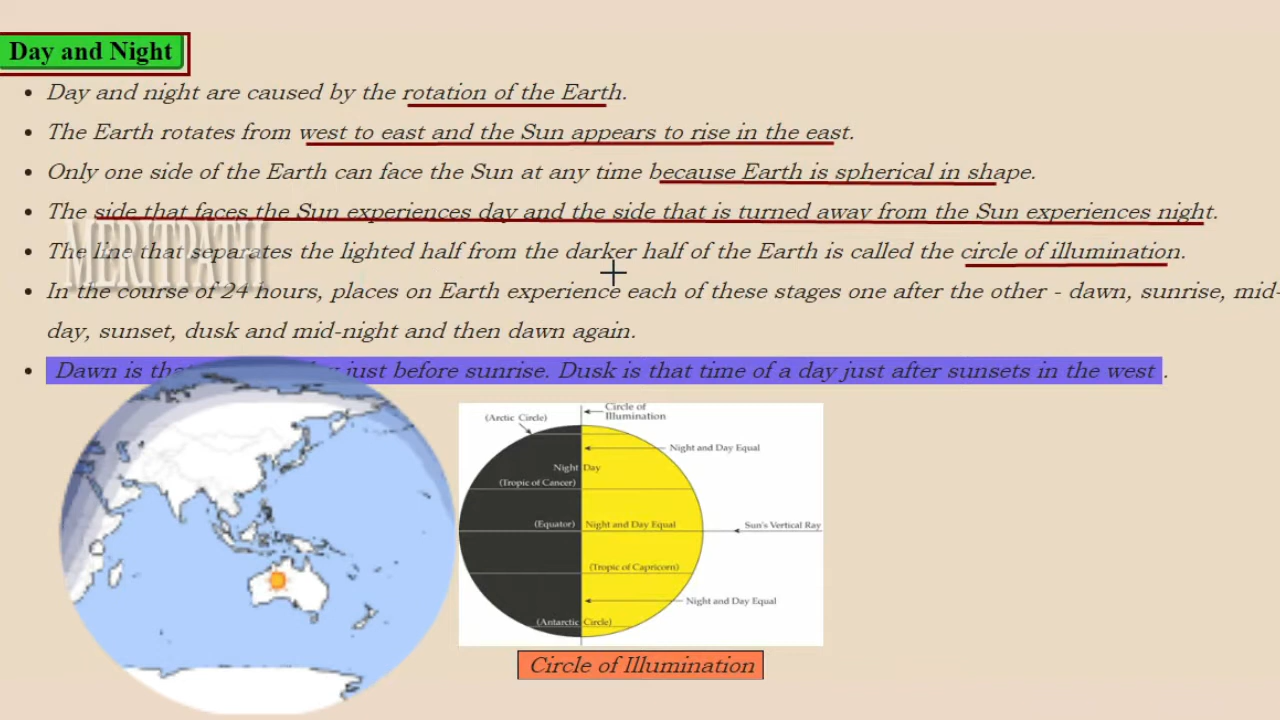 Day and Night
• Day and night are caused by the rotation of the Earth.
• The Earth rotates from west to east and the Sun appears to rise in the east.
• Only one side of the Earth can face the Sun at any time because Earth is spherical in shape.
• The side that faces the Sun experiences day and the side that is turned away from the Sun experiences night.
MERITPATH
• The line that separates the lighted half from the darker half of the Earth is called the circle of illumination.
• In the course of 24 hours, places on Earth experience each of these stages one after the other - dawn, sunrise, mid-
day, sunset, dusk and mid-night and then dawn again.
• Dawn is just before sunrise. Dusk is that time of a day just after sunsets in the west .
Circle of
Illumination
(Arctic Circle)
Night and Day Equal
Night Day
(Tropic of Cancer)
(Equator) Night and Day Equal
Sun's Vertical Ray
(Tropic of Capricorn)
Night and Day Equal
(Antarctic Circle)
Circle of Illumination